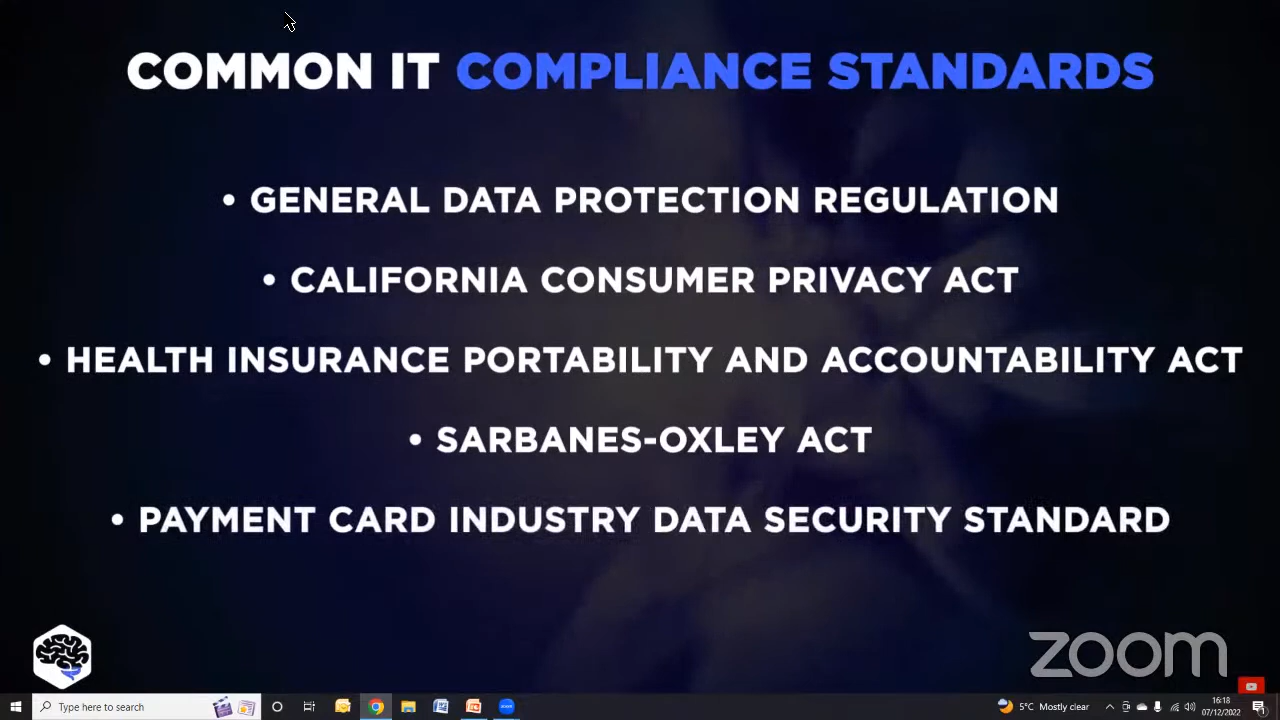 COMMON IT COMPLIANCE STANDARDS
• GENERAL DATA PROTECTION REGULATION
• CALIFORNIA CONSUMER PRIVACY ACT
• HEALTH INSURANCE PORTABILITY AND ACCOUNTABILITY ACT
• SARBANES-OXLEY ACT
• PAYMENT CARD INDUSTRY DATA SECURITY STANDARD
zoom
Type here to search
zoom
5°C Mostly clear
16:18
07/12/2022